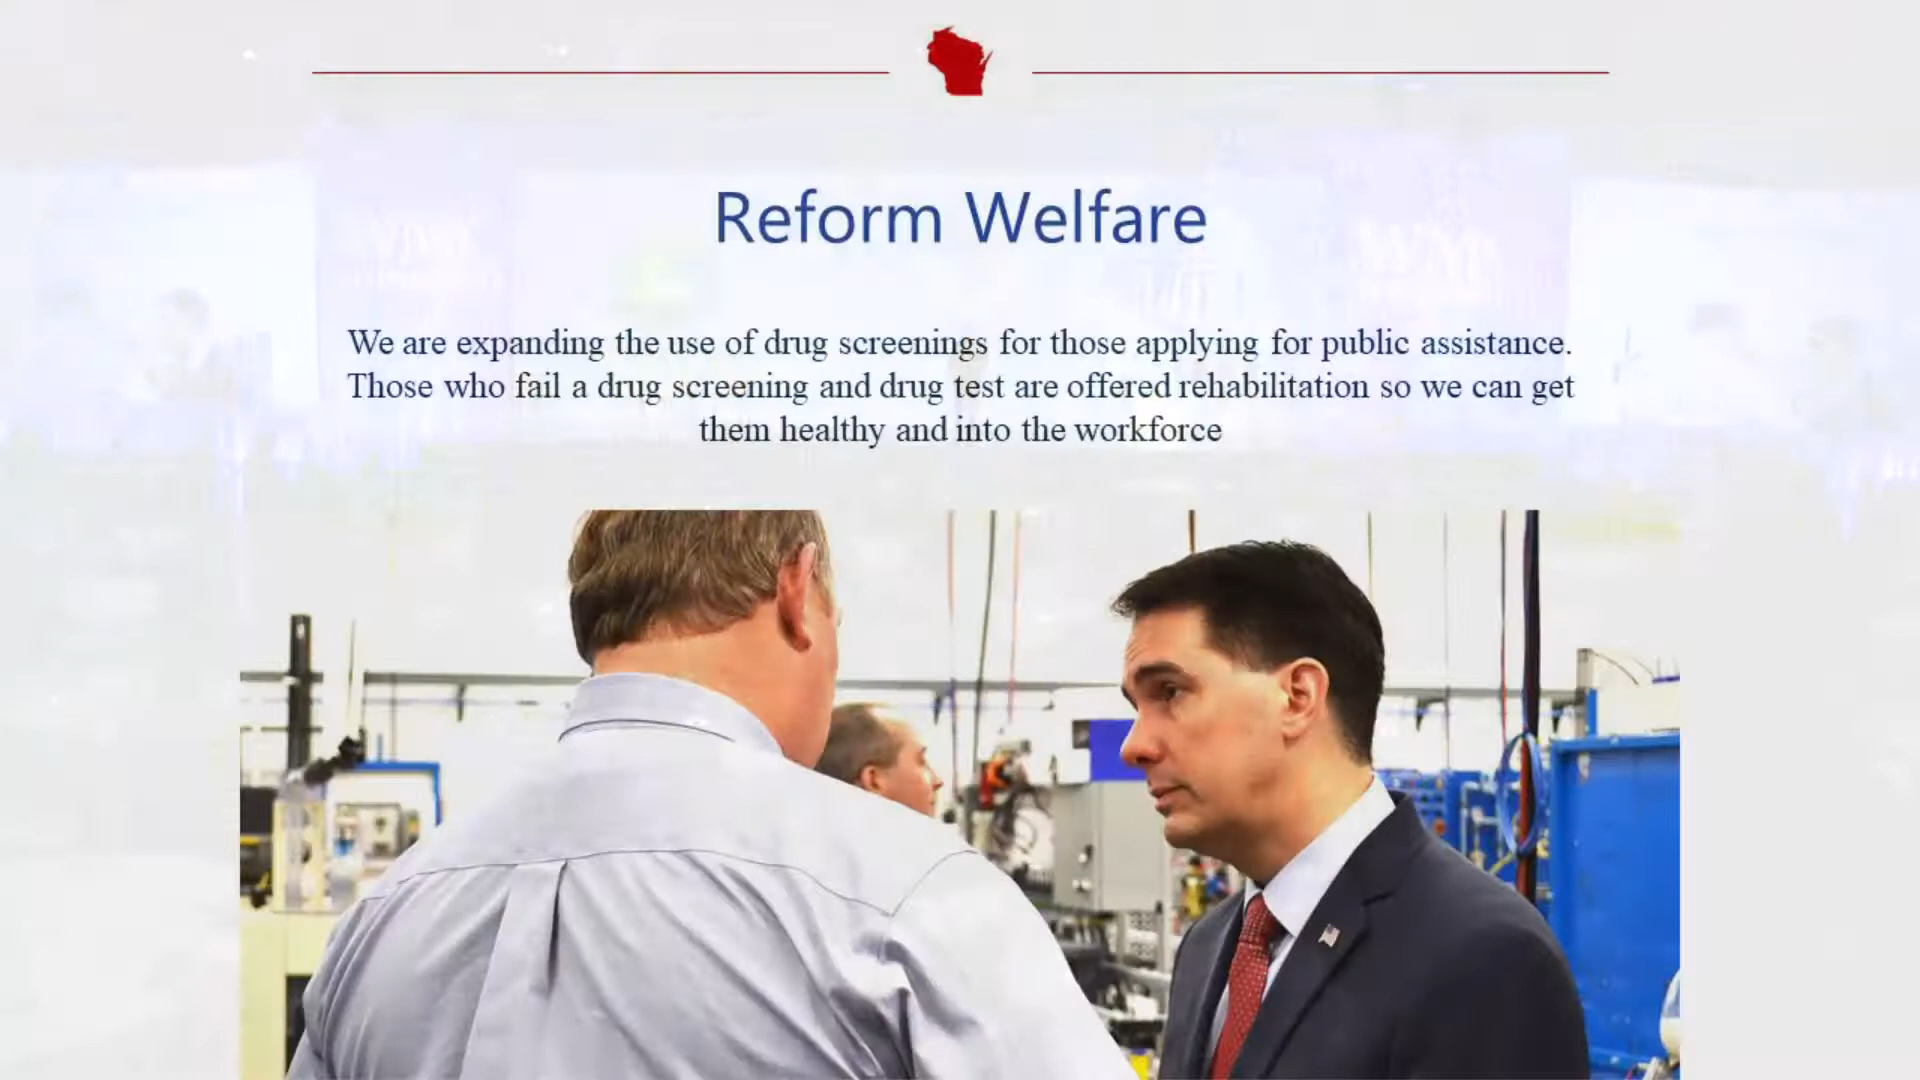 Reform Welfare
We are expanding the use of drug screenings for those applying for public assistance.
Those who fail a drug screening and drug test are offered rehabilitation so we can get
them healthy and into the workforce